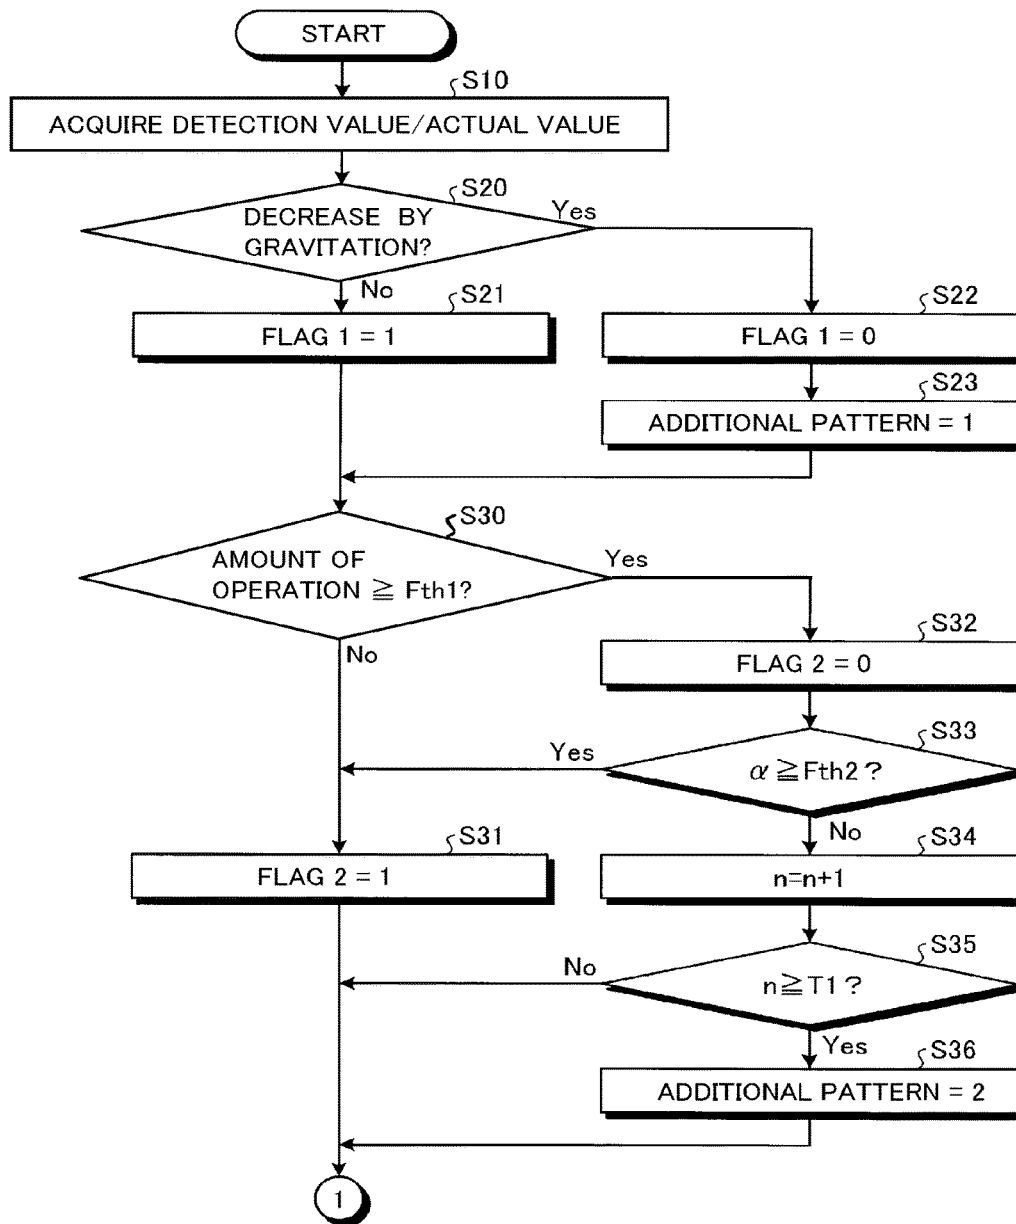 START
S10
ACQUIRE DETECTION VALUE/ACTUAL VALUE
S20
DECREASE BY
GRAVITATION?
Yes
No
S21
FLAG 1 = 1
S22
FLAG 1 = 0
S23
ADDITIONAL PATTERN = 1
S30
AMOUNT OF
OPERATION ≧ Fth1?
Yes
No
S32
FLAG 2 = 0
S33
α ≧ Fth2 ?
Yes
No
S31
FLAG 2 = 1
S34
n=n+1
S35
n ≧ T1 ?
No
Yes
S36
ADDITIONAL PATTERN = 2
1